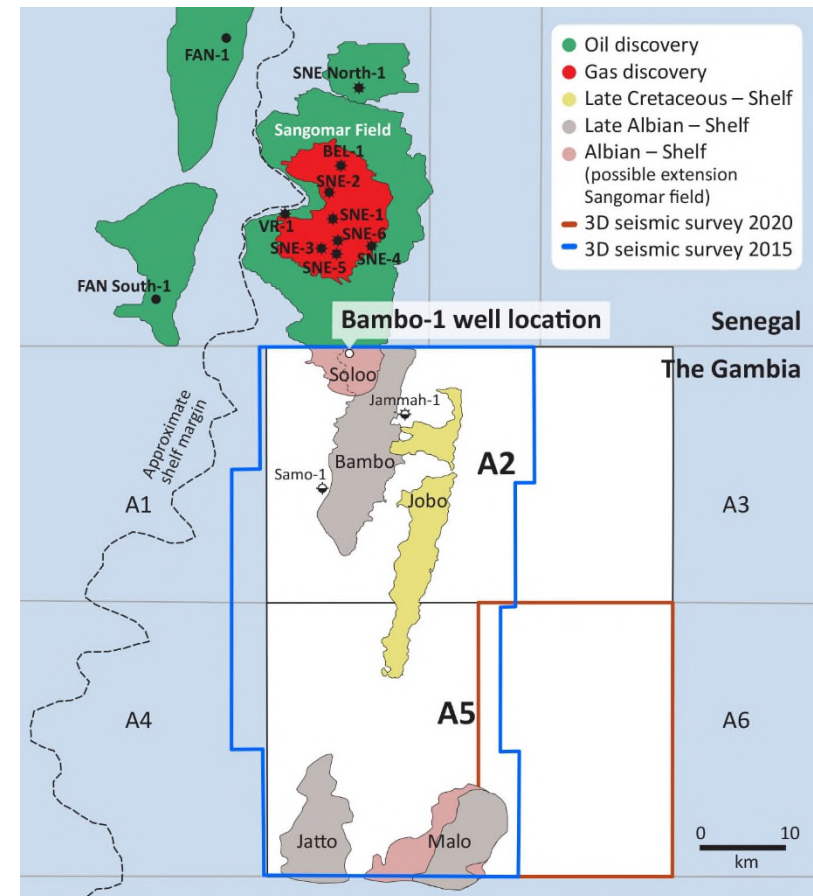 FAN-1
SNE North-1
Sangomar Field
BEL-1
SNE-2
SNE-1
VR-1
SNE-6
SNE-3
SNE-4
SNE-5
FAN South-1
Oil discovery
Gas discovery
Late Cretaceous – Shelf
Late Albian – Shelf
Albian – Shelf
(possible extension
Sangomar field)
3D seismic survey 2020
3D seismic survey 2015
Bambo-1 well location
Senegal
The Gambia
Soloo
Jammah-1
Approximate
shelf margin
Bambo
A2
Samo-1
Jobo
A1
A3
A4
A5
A6
Jatto
Malo
0 10
km